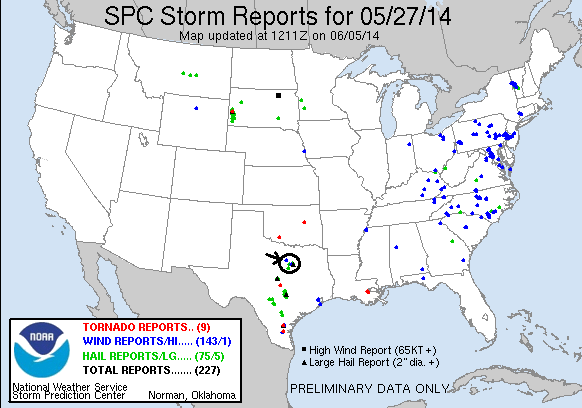 SPC Storm Reports for 05/27/14
Map updated at 1211Z on 06/05/14
TORNADO REPORTS.. (9)
WIND REPORTS/HI..... (143/1)
HAIL REPORTS/LG..... (75/5)
TOTAL REPORTS....... (227)
NOAA
National Weather Service
Storm Prediction Center Norman, Oklahoma
High Wind Report (65KT +)
Large Hail Report (2" dia. +)
PRELIMINARY DATA ONLY